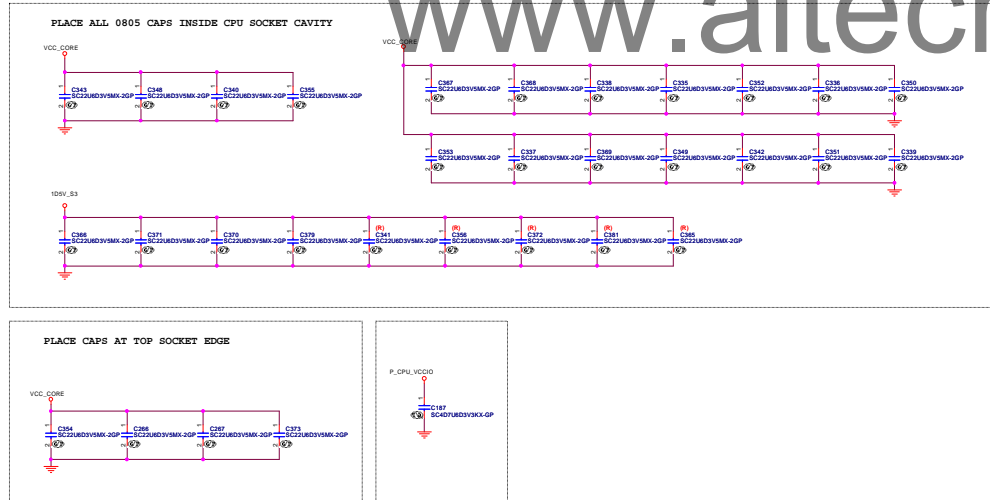 www.aitech
PLACE ALL 0805 CAPS INSIDE CPU SOCKET CAVITY
VCC_CORE
C343 SC22U6D3V5MX-2GP
C348 SC22U6D3V5MX-2GP
C340 SC22U6D3V5MX-2GP
C355 SC22U6D3V5MX-2GP
VCC_CORE
C367 SC22U6D3V5MX-2GP
C368 SC22U6D3V5MX-2GP
C338 SC22U6D3V5MX-2GP
C335 SC22U6D3V5MX-2GP
C352 SC22U6D3V5MX-2GP
C336 SC22U6D3V5MX-2GP
C350 SC22U6D3V5MX-2GP
C353 SC22U6D3V5MX-2GP
C337 SC22U6D3V5MX-2GP
C369 SC22U6D3V5MX-2GP
C349 SC22U6D3V5MX-2GP
C342 SC22U6D3V5MX-2GP
C351 SC22U6D3V5MX-2GP
C339 SC22U6D3V5MX-2GP
1D5V_S3
C366 SC22U6D3V5MX-2GP
C371 SC22U6D3V5MX-2GP
C370 SC22U6D3V5MX-2GP
C379 SC22U6D3V5MX-2GP
(R) C341 SC22U6D3V5MX-2GP
(R) C356 SC22U6D3V5MX-2GP
(R) C372 SC22U6D3V5MX-2GP
(R) C381 SC22U6D3V5MX-2GP
(R) C365 SC22U6D3V5MX-2GP
PLACE CAPS AT TOP SOCKET EDGE
VCC_CORE
C354 SC22U6D3V5MX-2GP
C266 SC22U6D3V5MX-2GP
C267 SC22U6D3V5MX-2GP
C373 SC22U6D3V5MX-2GP
P_CPU_VCCIO
C187
SC4D7U6D3V3KX-GP